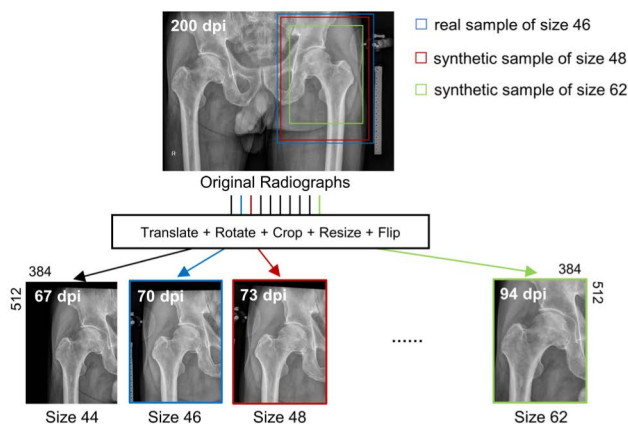 200 dpi
real sample of size 46
synthetic sample of size 48
synthetic sample of size 62
R
Original Radiographs
Translate + Rotate + Crop + Resize + Flip
384
512
67 dpi
70 dpi
73 dpi
......
384
512
94 dpi
Size 44
Size 46
Size 48
Size 62